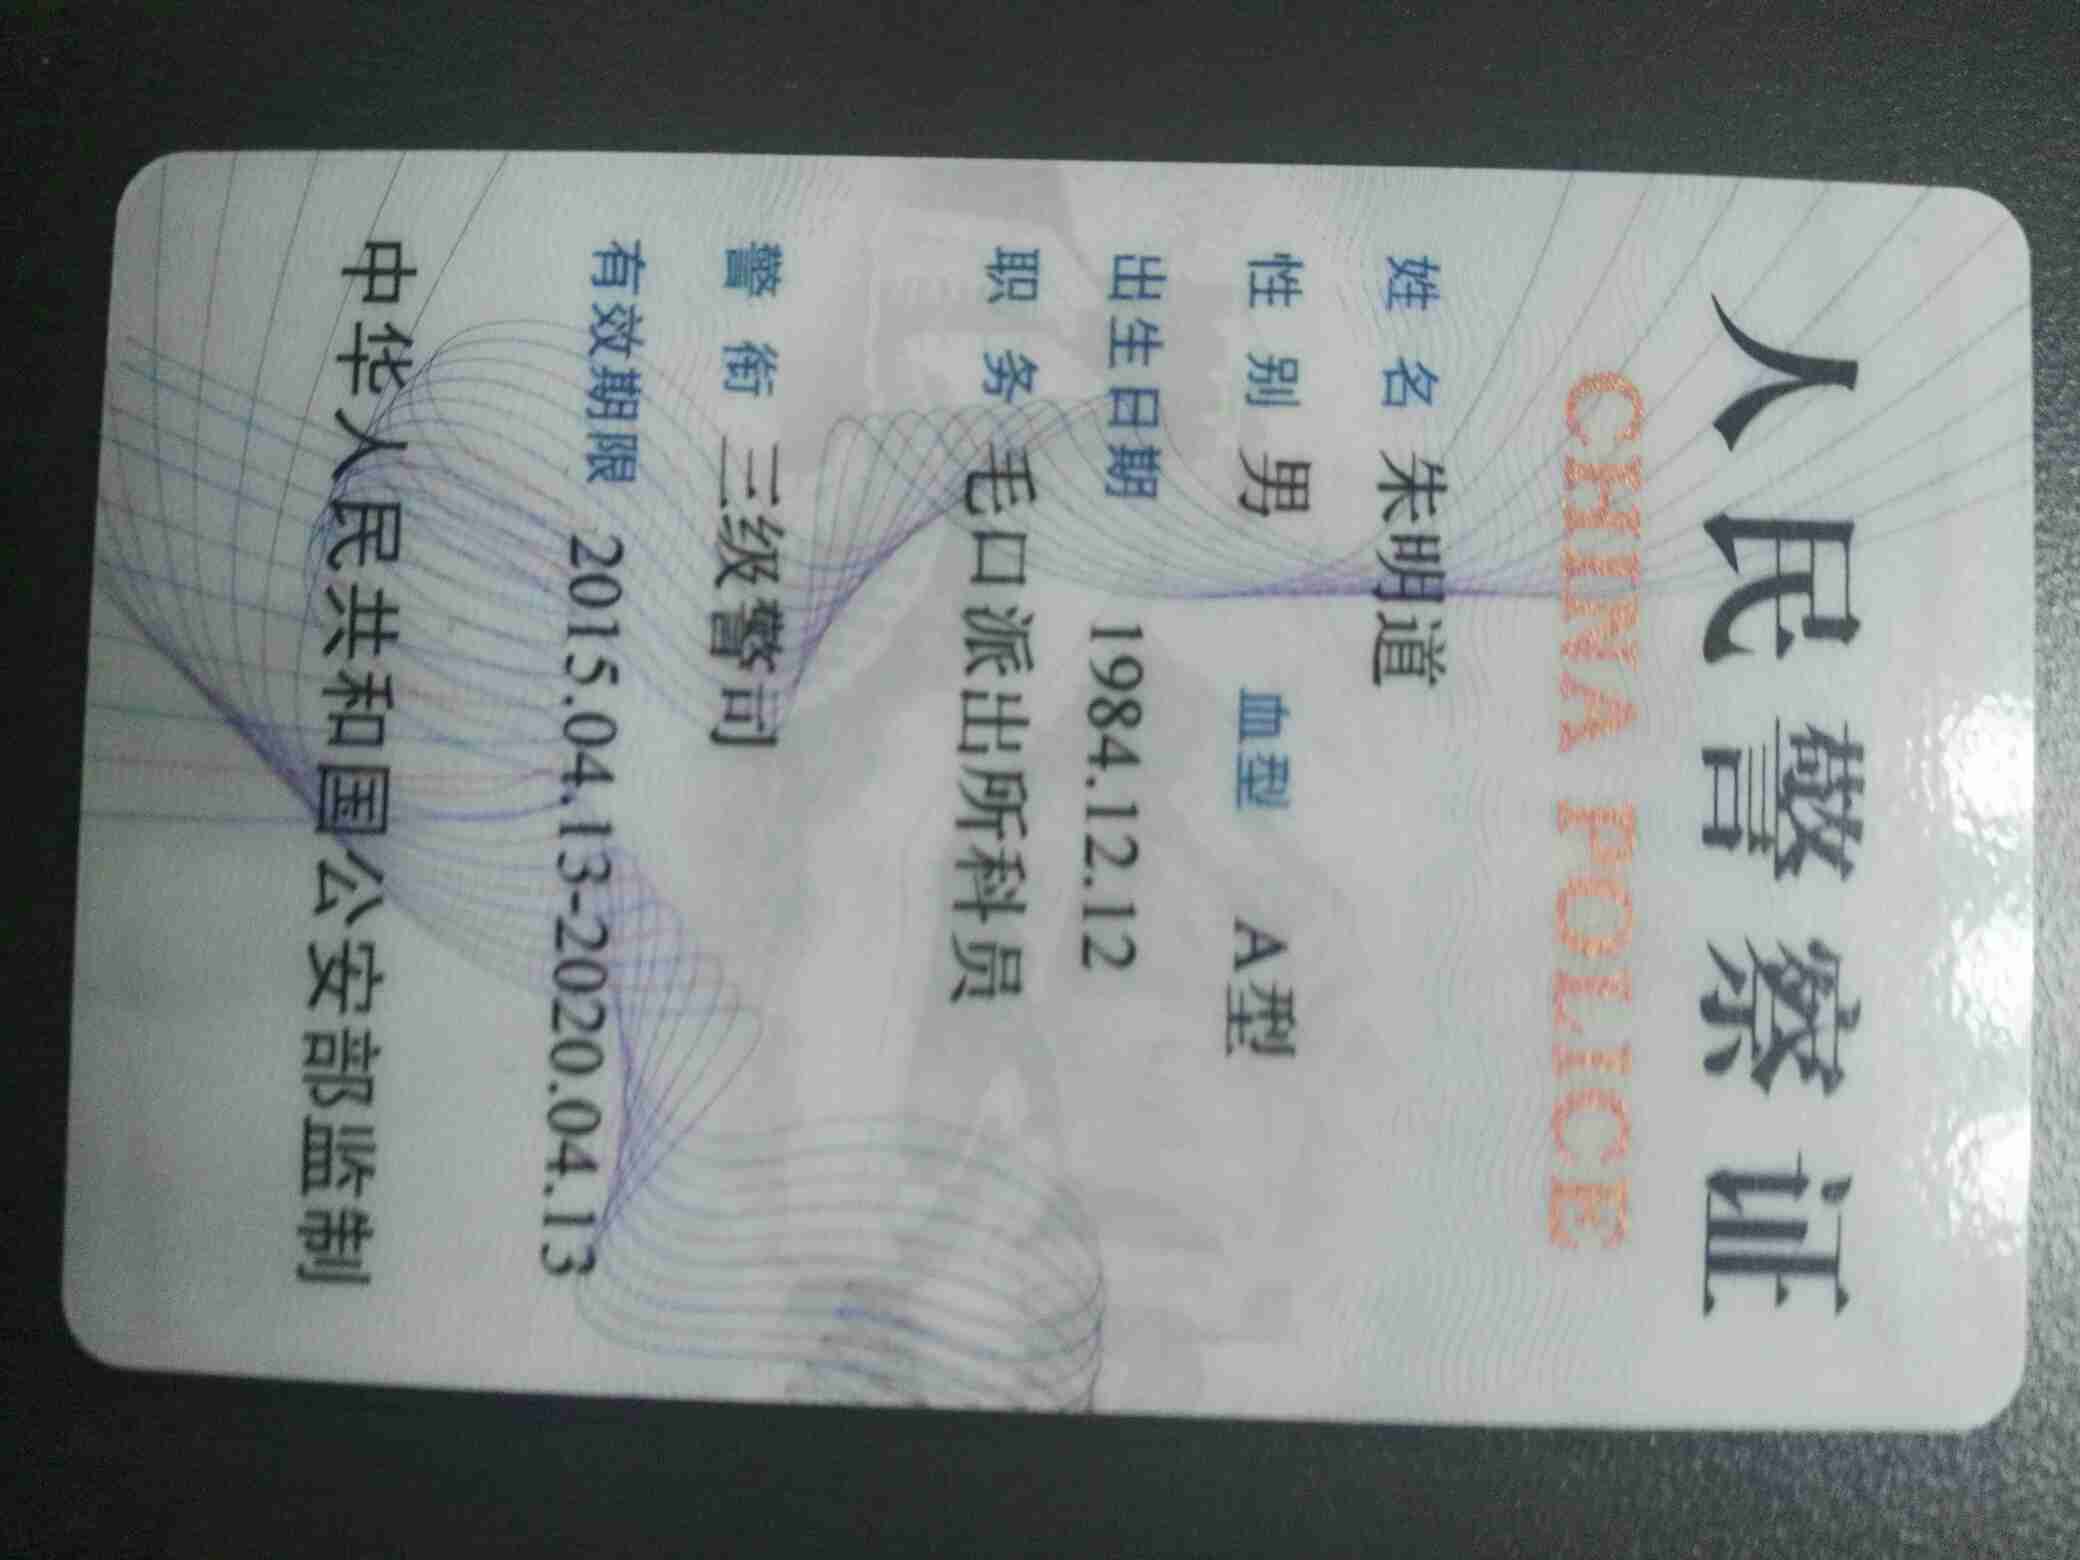 人民警察证
CHINA POLICE
姓 名 朱明道
性 别 男 血型 A型
出生日期 1984.12.12
职 务 毛口派出所科员
警 衔 三级警司
有效期限 2015.04.13-2020.04.13
中华人民共和国公安部监制